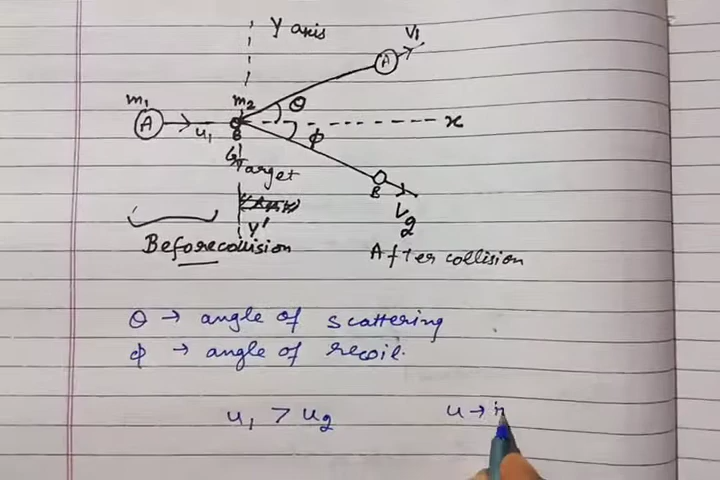 Y axis
V1
A
m1
m2
θ
A
x
u1
B
ϕ
Target
B
V2
Y'
Before collision
After collision
θ → angle of scattering
ϕ → angle of recoil.
u1 > u2
u → in